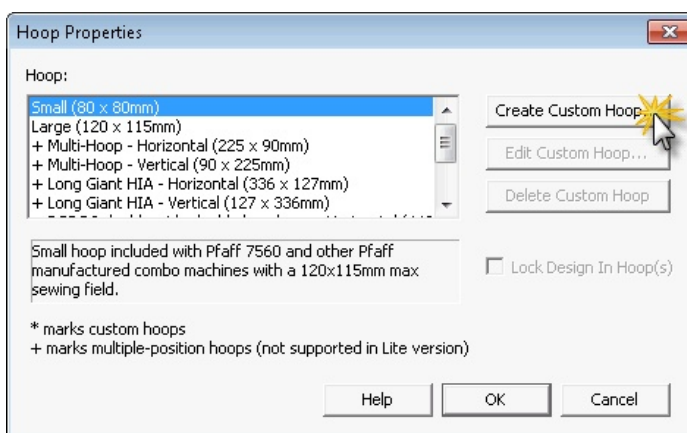 Hoop Properties
Hoop:
Small (80 x 80mm)
Large (120 x 115mm)
+ Multi-Hoop - Horizontal (225 x 90mm)
+ Multi-Hoop - Vertical (90 x 225mm)
+ Long Giant HIA - Horizontal (336 x 127mm)
+ Long Giant HIA - Vertical (127 x 336mm)
Create Custom Hoop
Edit Custom Hoop...
Delete Custom Hoop
Small hoop included with Pfaff 7560 and other Pfaff
manufactured combo machines with a 120x115mm max
sewing field.
Lock Design In Hoop(s)
* marks custom hoops
+ marks multiple-position hoops (not supported in Lite version)
Help
OK
Cancel